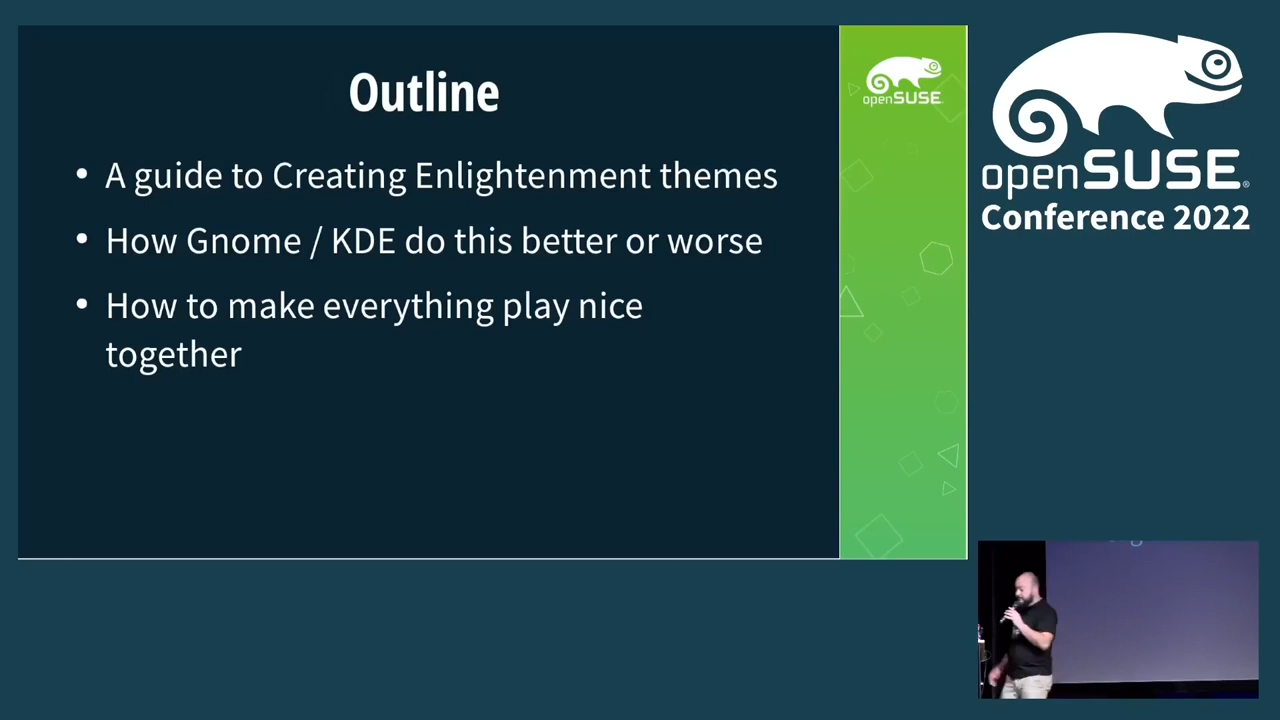 Outline
• A guide to Creating Enlightenment themes
• How Gnome / KDE do this better or worse
• How to make everything play nice
together
openSUSE
openSUSE
Conference 2022